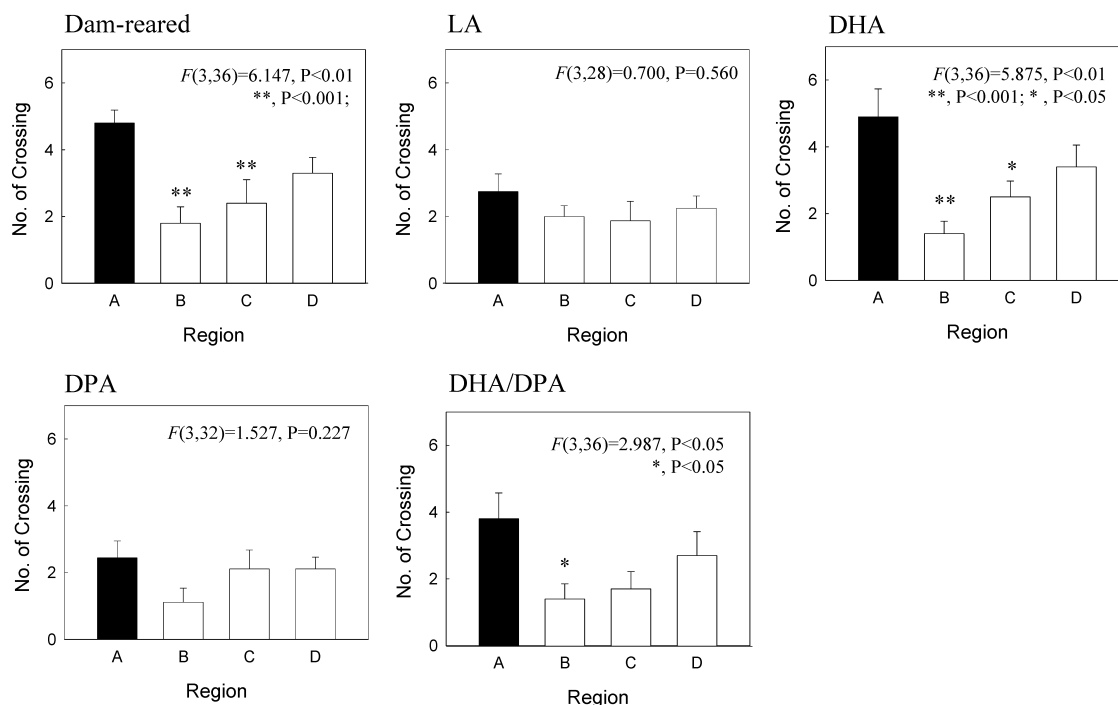 Dam-reared
F(3,36)=6.147, P<0.01
**, P<0.001;
No. of Crossing
6
4
2
0
**
**
A B C D
Region
LA
F(3,28)=0.700, P=0.560
No. of Crossing
6
4
2
0
A B C D
Region
DHA
F(3,36)=5.875, P<0.01
**, P<0.001; * , P<0.05
No. of Crossing
6
4
2
0
**
*
A B C D
Region
DPA
F(3,32)=1.527, P=0.227
No. of Crossing
6
4
2
0
A B C D
Region
DHA/DPA
F(3,36)=2.987, P<0.05
*, P<0.05
No. of Crossing
6
4
2
0
*
A B C D
Region